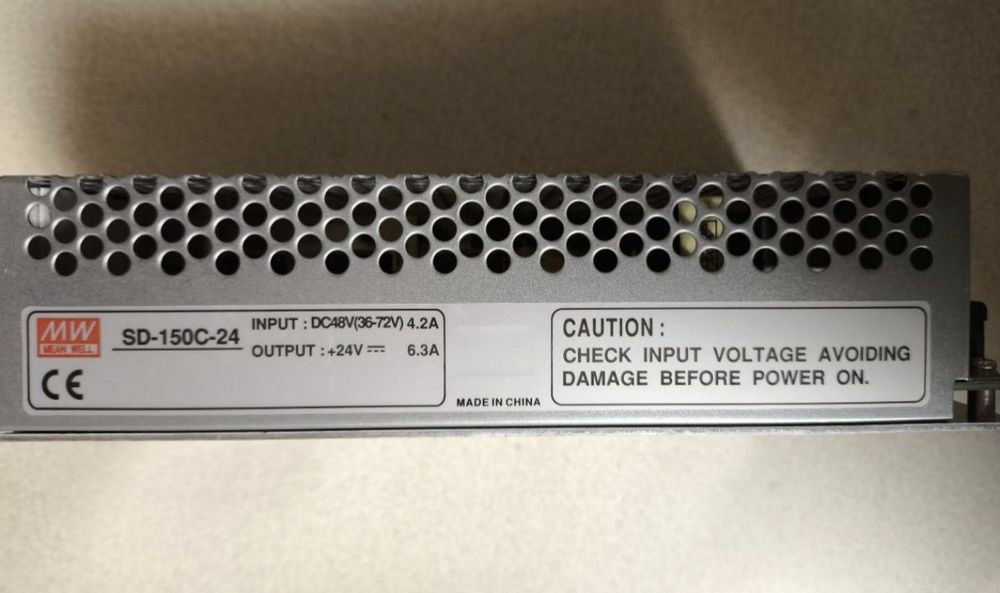 MW
MEAN WELL
SD-150C-24
INPUT : DC48V(36-72V) 4.2A
OUTPUT : +24V ⎓ 6.3A
CE
MADE IN CHINA
CAUTION :
CHECK INPUT VOLTAGE AVOIDING
DAMAGE BEFORE POWER ON.